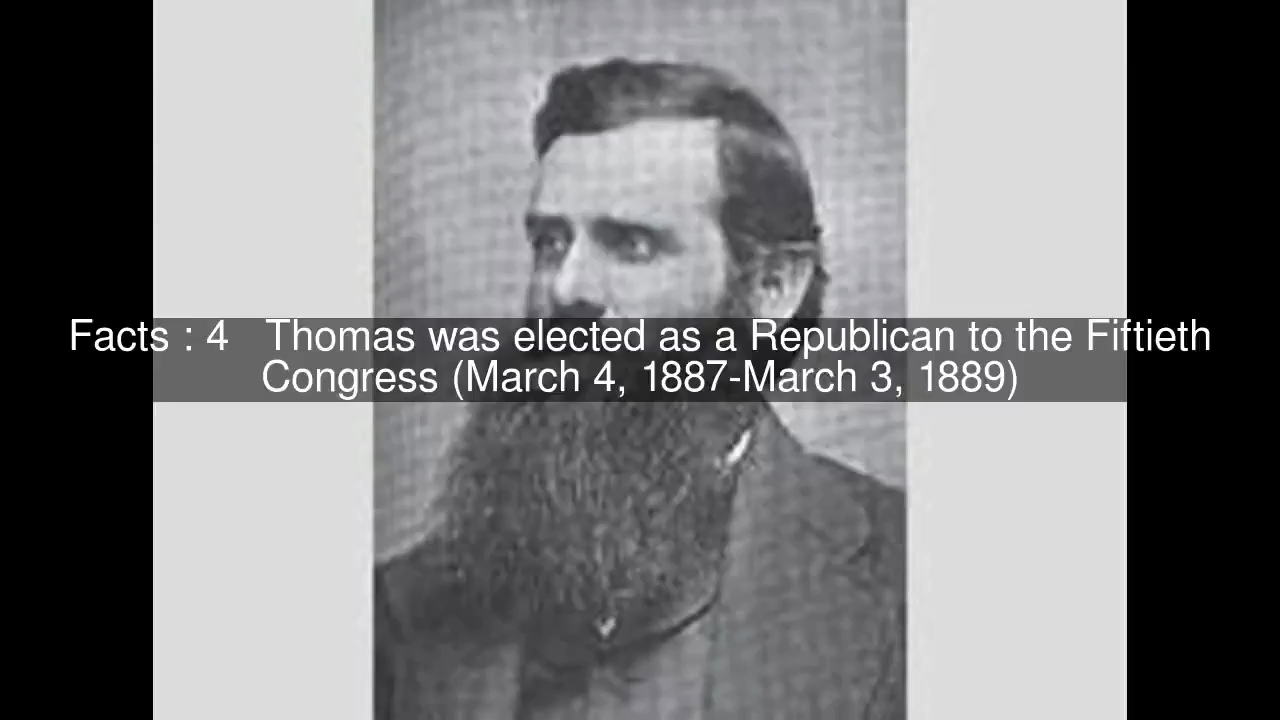 Facts : 4   Thomas was elected as a Republican to the Fiftieth
Congress (March 4, 1887-March 3, 1889)